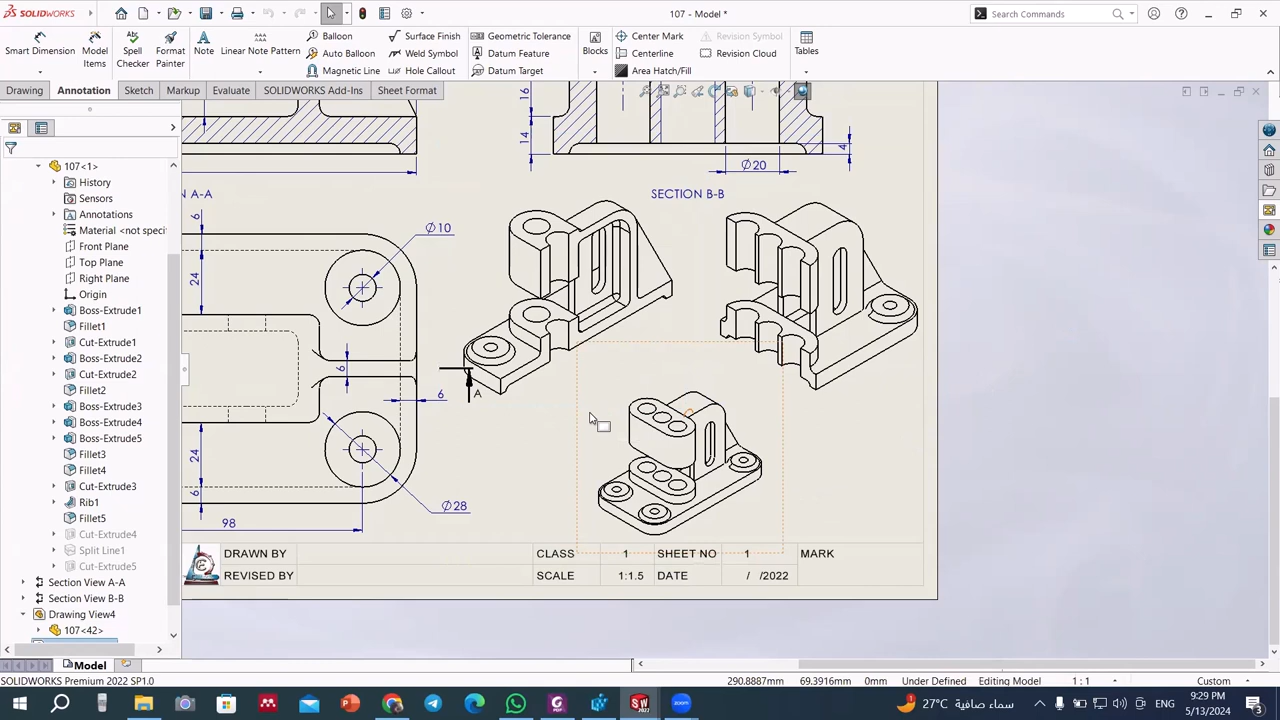 SOLIDWORKS
107 - Model *
Search Commands
Smart Dimension
Model Items
Spell Checker
Format Painter
Note
Linear Note Pattern
Balloon
Auto Balloon
Magnetic Line
Surface Finish
Weld Symbol
Hole Callout
Geometric Tolerance
Datum Feature
Datum Target
Blocks
Center Mark
Centerline
Area Hatch/Fill
Revision Symbol
Revision Cloud
Tables
Drawing
Annotation
Sketch
Markup
Evaluate
SOLIDWORKS Add-Ins
Sheet Format
107<1>
History
Sensors
Annotations
Material <not speci
Front Plane
Top Plane
Right Plane
Origin
Boss-Extrude1
Fillet1
Cut-Extrude1
Boss-Extrude2
Cut-Extrude2
Fillet2
Boss-Extrude3
Boss-Extrude4
Boss-Extrude5
Fillet3
Fillet4
Cut-Extrude3
Rib1
Fillet5
Cut-Extrude4
Split Line1
Cut-Extrude5
Section View A-A
Section View B-B
Drawing View4
107<42>
16
14
4
Ø20
N A-A
SECTION B-B
6
24
Ø10
6
6
A
24
6
Ø28
98
DRAWN BY
CLASS
1
SHEET NO
1
MARK
REVISED BY
SCALE
1:1.5
DATE
/ /2022
Model
SOLIDWORKS Premium 2022 SP1.0
290.8887mm
69.3916mm
0mm
Under Defined
Editing Model
1 : 1
Custom
27°C سماء صافية
ENG
9:29 PM
5/13/2024